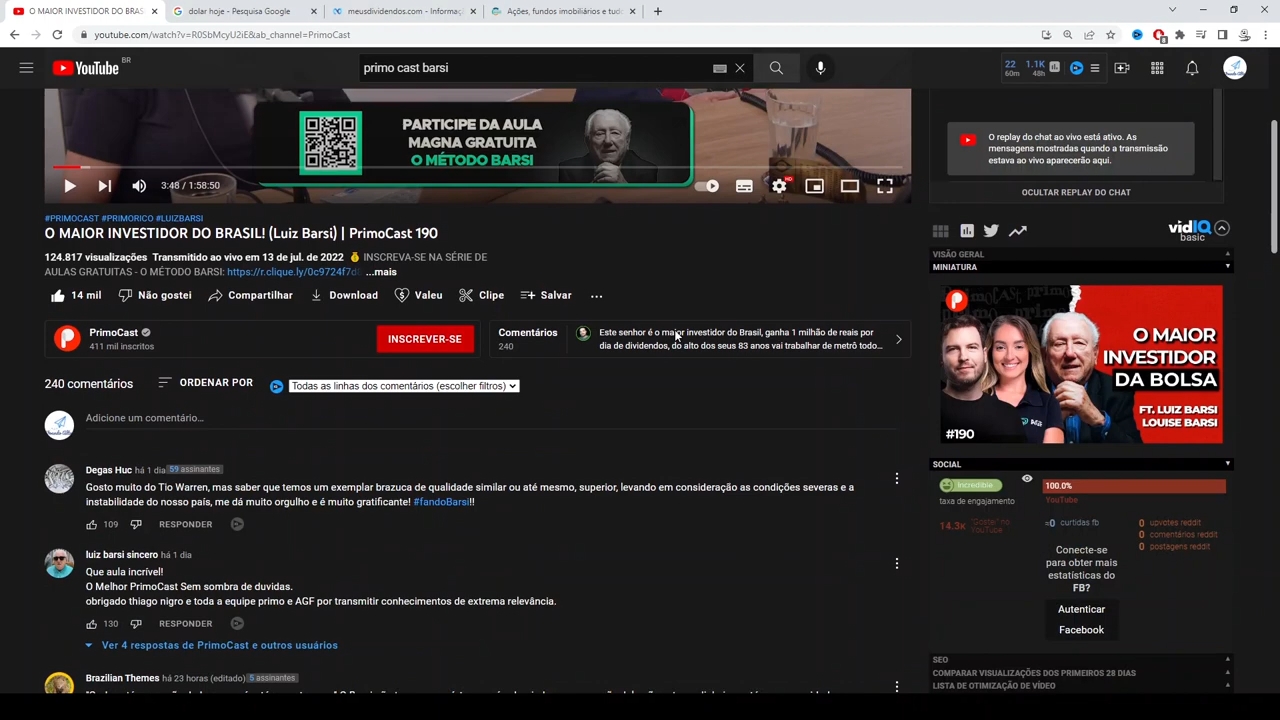 O MAIOR INVESTIDOR DO BRAS
dolar hoje - Pesquisa Google
meusdividendos.com - Informaç
Ações, fundos imobiliários e tud
youtube.com/watch?v=R0SbMcyU2iE&ab_channel=PrimoCast
YouTube BR
primo cast barsi
22 1.1K
60m 48h
PARTICIPE DA AULA
MAGNA GRATUITA
O MÉTODO BARSI
3:48 / 1:58:50
HD
O replay do chat ao vivo está ativo. As
mensagens mostradas quando a transmissão
estava ao vivo aparecerão aqui.
OCULTAR REPLAY DO CHAT
#PRIMOCAST #PRIMORICO #LUIZBARSI
O MAIOR INVESTIDOR DO BRASIL! (Luiz Barsi) | PrimoCast 190
124.817 visualizações Transmitido ao vivo em 13 de jul. de 2022 💰 INSCREVA-SE NA SÉRIE DE
AULAS GRATUITAS - O MÉTODO BARSI: https://r.clique.ly/0c9724f7d ...mais
14 mil Não gostei Compartilhar Download Valeu Clipe Salvar ...
PrimoCast
411 mil inscritos
INSCREVER-SE
Comentários
240
Este senhor é o maior investidor do Brasil, ganha 1 milhão de reais por
dia de dividendos, do alto dos seus 83 anos vai trabalhar de metrô todo...
240 comentários ORDENAR POR Todas as linhas dos comentários (escolher filtros)
Adicione um comentário...
Degas Huc há 1 dia 59 assinantes
Gosto muito do Tio Warren, mas saber que temos um exemplar brazuca de qualidade similar ou até mesmo, superior, levando em consideração as condições severas e a
instabilidade do nosso país, me dá muito orgulho e é muito gratificante! #fandoBarsi!!
109 RESPONDER
luiz barsi sincero há 1 dia
Que aula incrível!
O Melhor PrimoCast Sem sombra de duvidas.
obrigado thiago nigro e toda a equipe primo e AGF por transmitir conhecimentos de extrema relevância.
130 RESPONDER
Ver 4 respostas de PrimoCast e outros usuários
Brazilian Themes há 23 horas (editado) 5 assinantes
vidIQ
basic
VISÃO GERAL
MINIATURA
O MAIOR
INVESTIDOR
DA BOLSA
FT. LUIZ BARSI
LOUISE BARSI
AGF
#190
SOCIAL
Incredible
taxa de engajamento
100.0%
YouTube
14.3K "Gostei" no
YouTube
=0 curtidas fb
0 upvotes reddit
0 comentários reddit
0 postagens reddit
Conecte-se
para obter mais
estatísticas do
FB?
Autenticar
Facebook
SEO
COMPARAR VISUALIZAÇÕES DOS PRIMEIROS 28 DIAS
LISTA DE OTIMIZAÇÃO DE VÍDEO